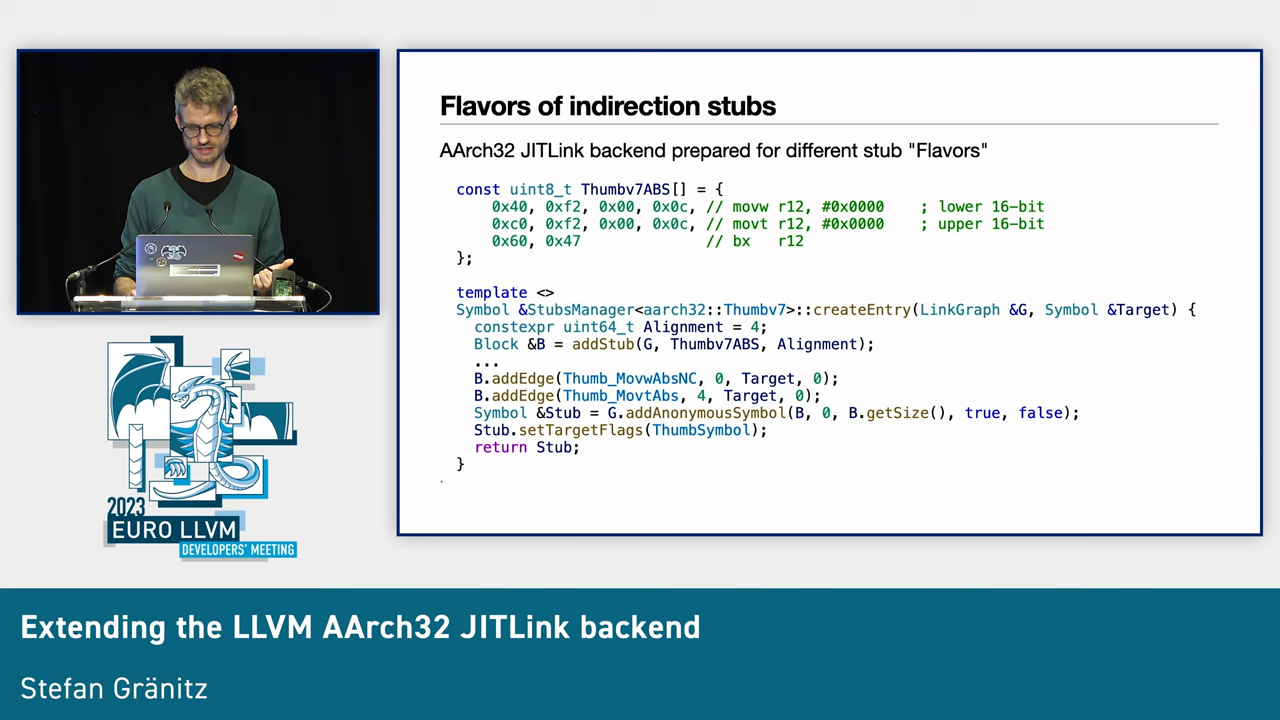 Flavors of indirection stubs
AArch32 JITLink backend prepared for different stub "Flavors"
const uint8_t Thumbv7ABS[] = {
0x40, 0xf2, 0x00, 0x0c, // movw r12, #0x0000 ; lower 16-bit
0xc0, 0xf2, 0x00, 0x0c, // movt r12, #0x0000 ; upper 16-bit
0x60, 0x47 // bx r12
};
template <>
Symbol &StubsManager<aarch32::Thumbv7>::createEntry(LinkGraph &G, Symbol &Target) {
constexpr uint64_t Alignment = 4;
Block &B = addStub(G, Thumbv7ABS, Alignment);
...
B.addEdge(Thumb_MovwAbsNC, 0, Target, 0);
B.addEdge(Thumb_MovtAbs, 4, Target, 0);
Symbol &Stub = G.addAnonymousSymbol(B, 0, B.getSize(), true, false);
Stub.setTargetFlags(ThumbSymbol);
return Stub;
}
2023
EURO LLVM
DEVELOPERS' MEETING
Extending the LLVM AArch32 JITLink backend
Stefan Gränitz